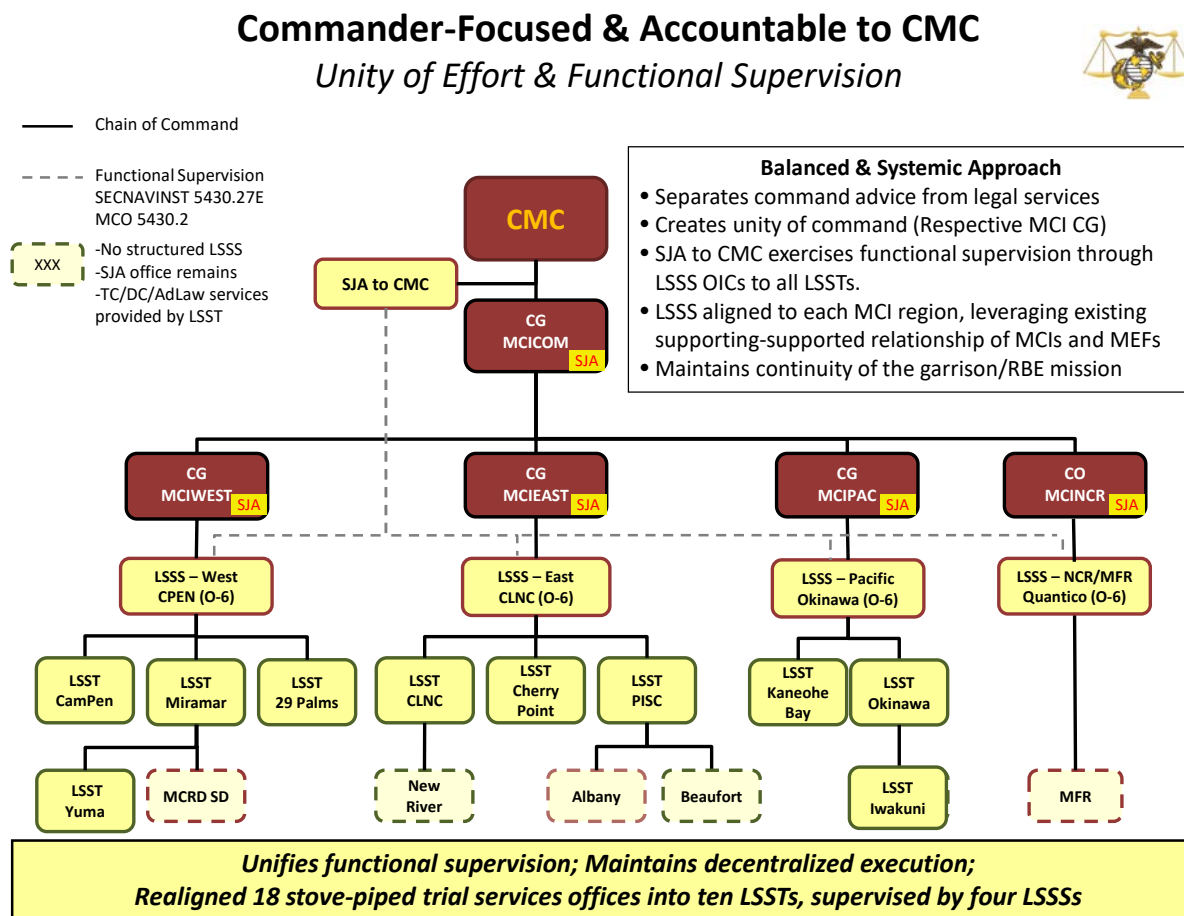 Commander-Focused & Accountable to CMC
Unity of Effort & Functional Supervision
Chain of Command
Functional Supervision
SECNAVINST 5430.27E
MCO 5430.2
XXX
-No structured LSSS
-SJA office remains
-TC/DC/AdLaw services
provided by LSST
Balanced & Systemic Approach
• Separates command advice from legal services
• Creates unity of command (Respective MCI CG)
• SJA to CMC exercises functional supervision through
LSSS OICs to all LSSTs.
• LSSS aligned to each MCI region, leveraging existing
supporting-supported relationship of MCIs and MEFs
• Maintains continuity of the garrison/RBE mission
CMC
SJA to CMC
CG
MCICOM
SJA
CG
MCIWEST
SJA
CG
MCIEAST
SJA
CG
MCIPAC
SJA
CO
MCINCR
SJA
LSSS – West
CPEN (O-6)
LSSS – East
CLNC (O-6)
LSSS – Pacific
Okinawa (O-6)
LSSS – NCR/MFR
Quantico (O-6)
LSST
CamPen
LSST
Miramar
LSST
29 Palms
LSST
CLNC
LSST
Cherry
Point
LSST
PISC
LSST
Kaneohe
Bay
LSST
Okinawa
LSST
Yuma
MCRD SD
New
River
Albany
Beaufort
LSST
Iwakuni
MFR
Unifies functional supervision; Maintains decentralized execution;
Realigned 18 stove-piped trial services offices into ten LSSTs, supervised by four LSSSs